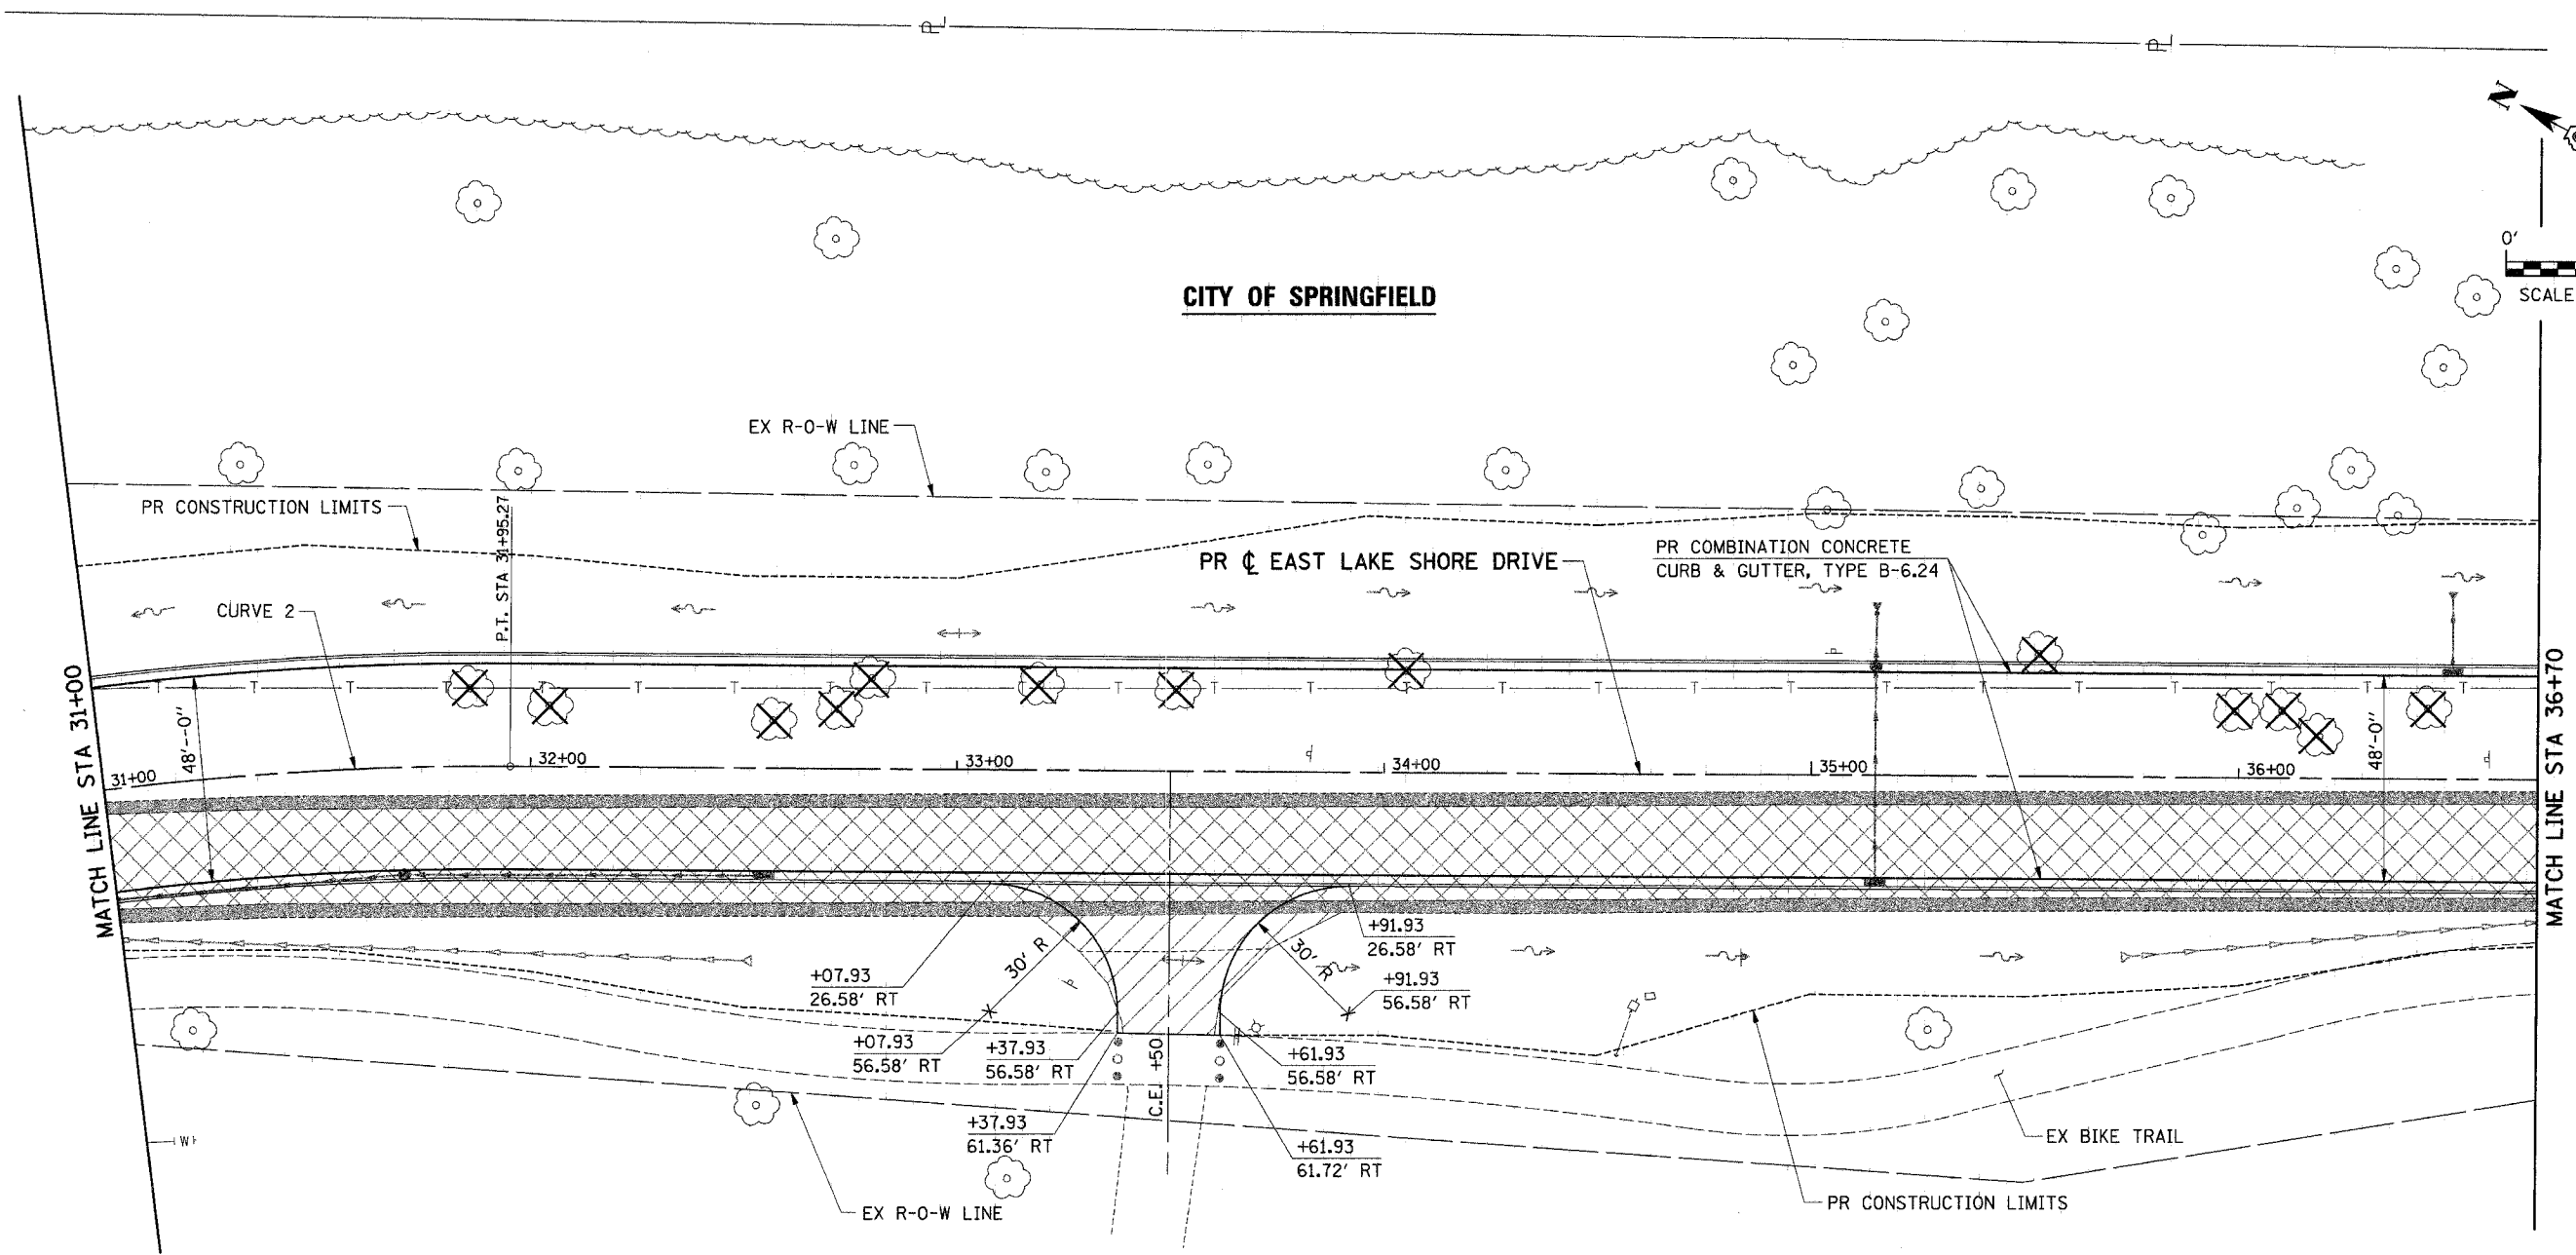 N
0'
SCALE
CITY OF SPRINGFIELD
EX R-O-W LINE
PR CONSTRUCTION LIMITS
P.T. STA 31+95.27
PR ℄ EAST LAKE SHORE DRIVE
PR COMBINATION CONCRETE
CURB & GUTTER, TYPE B-6.24
CURVE 2
MATCH LINE STA 31+00
MATCH LINE STA 36+70
48'-0"
48'-0"
31+00
32+00
33+00
34+00
35+00
36+00
+07.93
26.58' RT
30' R
30' R
+91.93
26.58' RT
+91.93
56.58' RT
+07.93
56.58' RT
+37.93
56.58' RT
C.E. +50
+61.93
56.58' RT
+37.93
61.36' RT
+61.93
61.72' RT
W
EX BIKE TRAIL
EX R-O-W LINE
PR CONSTRUCTION LIMITS